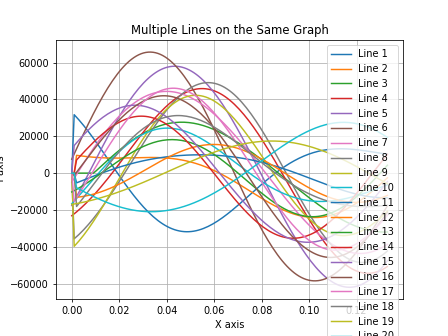 Multiple Lines on the Same Graph
60000
40000
20000
0
−20000
−40000
−60000
0.00
0.02
0.04
0.06
0.08
0.10
X axis
Line 1
Line 2
Line 3
Line 4
Line 5
Line 6
Line 7
Line 8
Line 9
Line 10
Line 11
Line 12
Line 13
Line 14
Line 15
Line 16
Line 17
Line 18
Line 19
Line 20